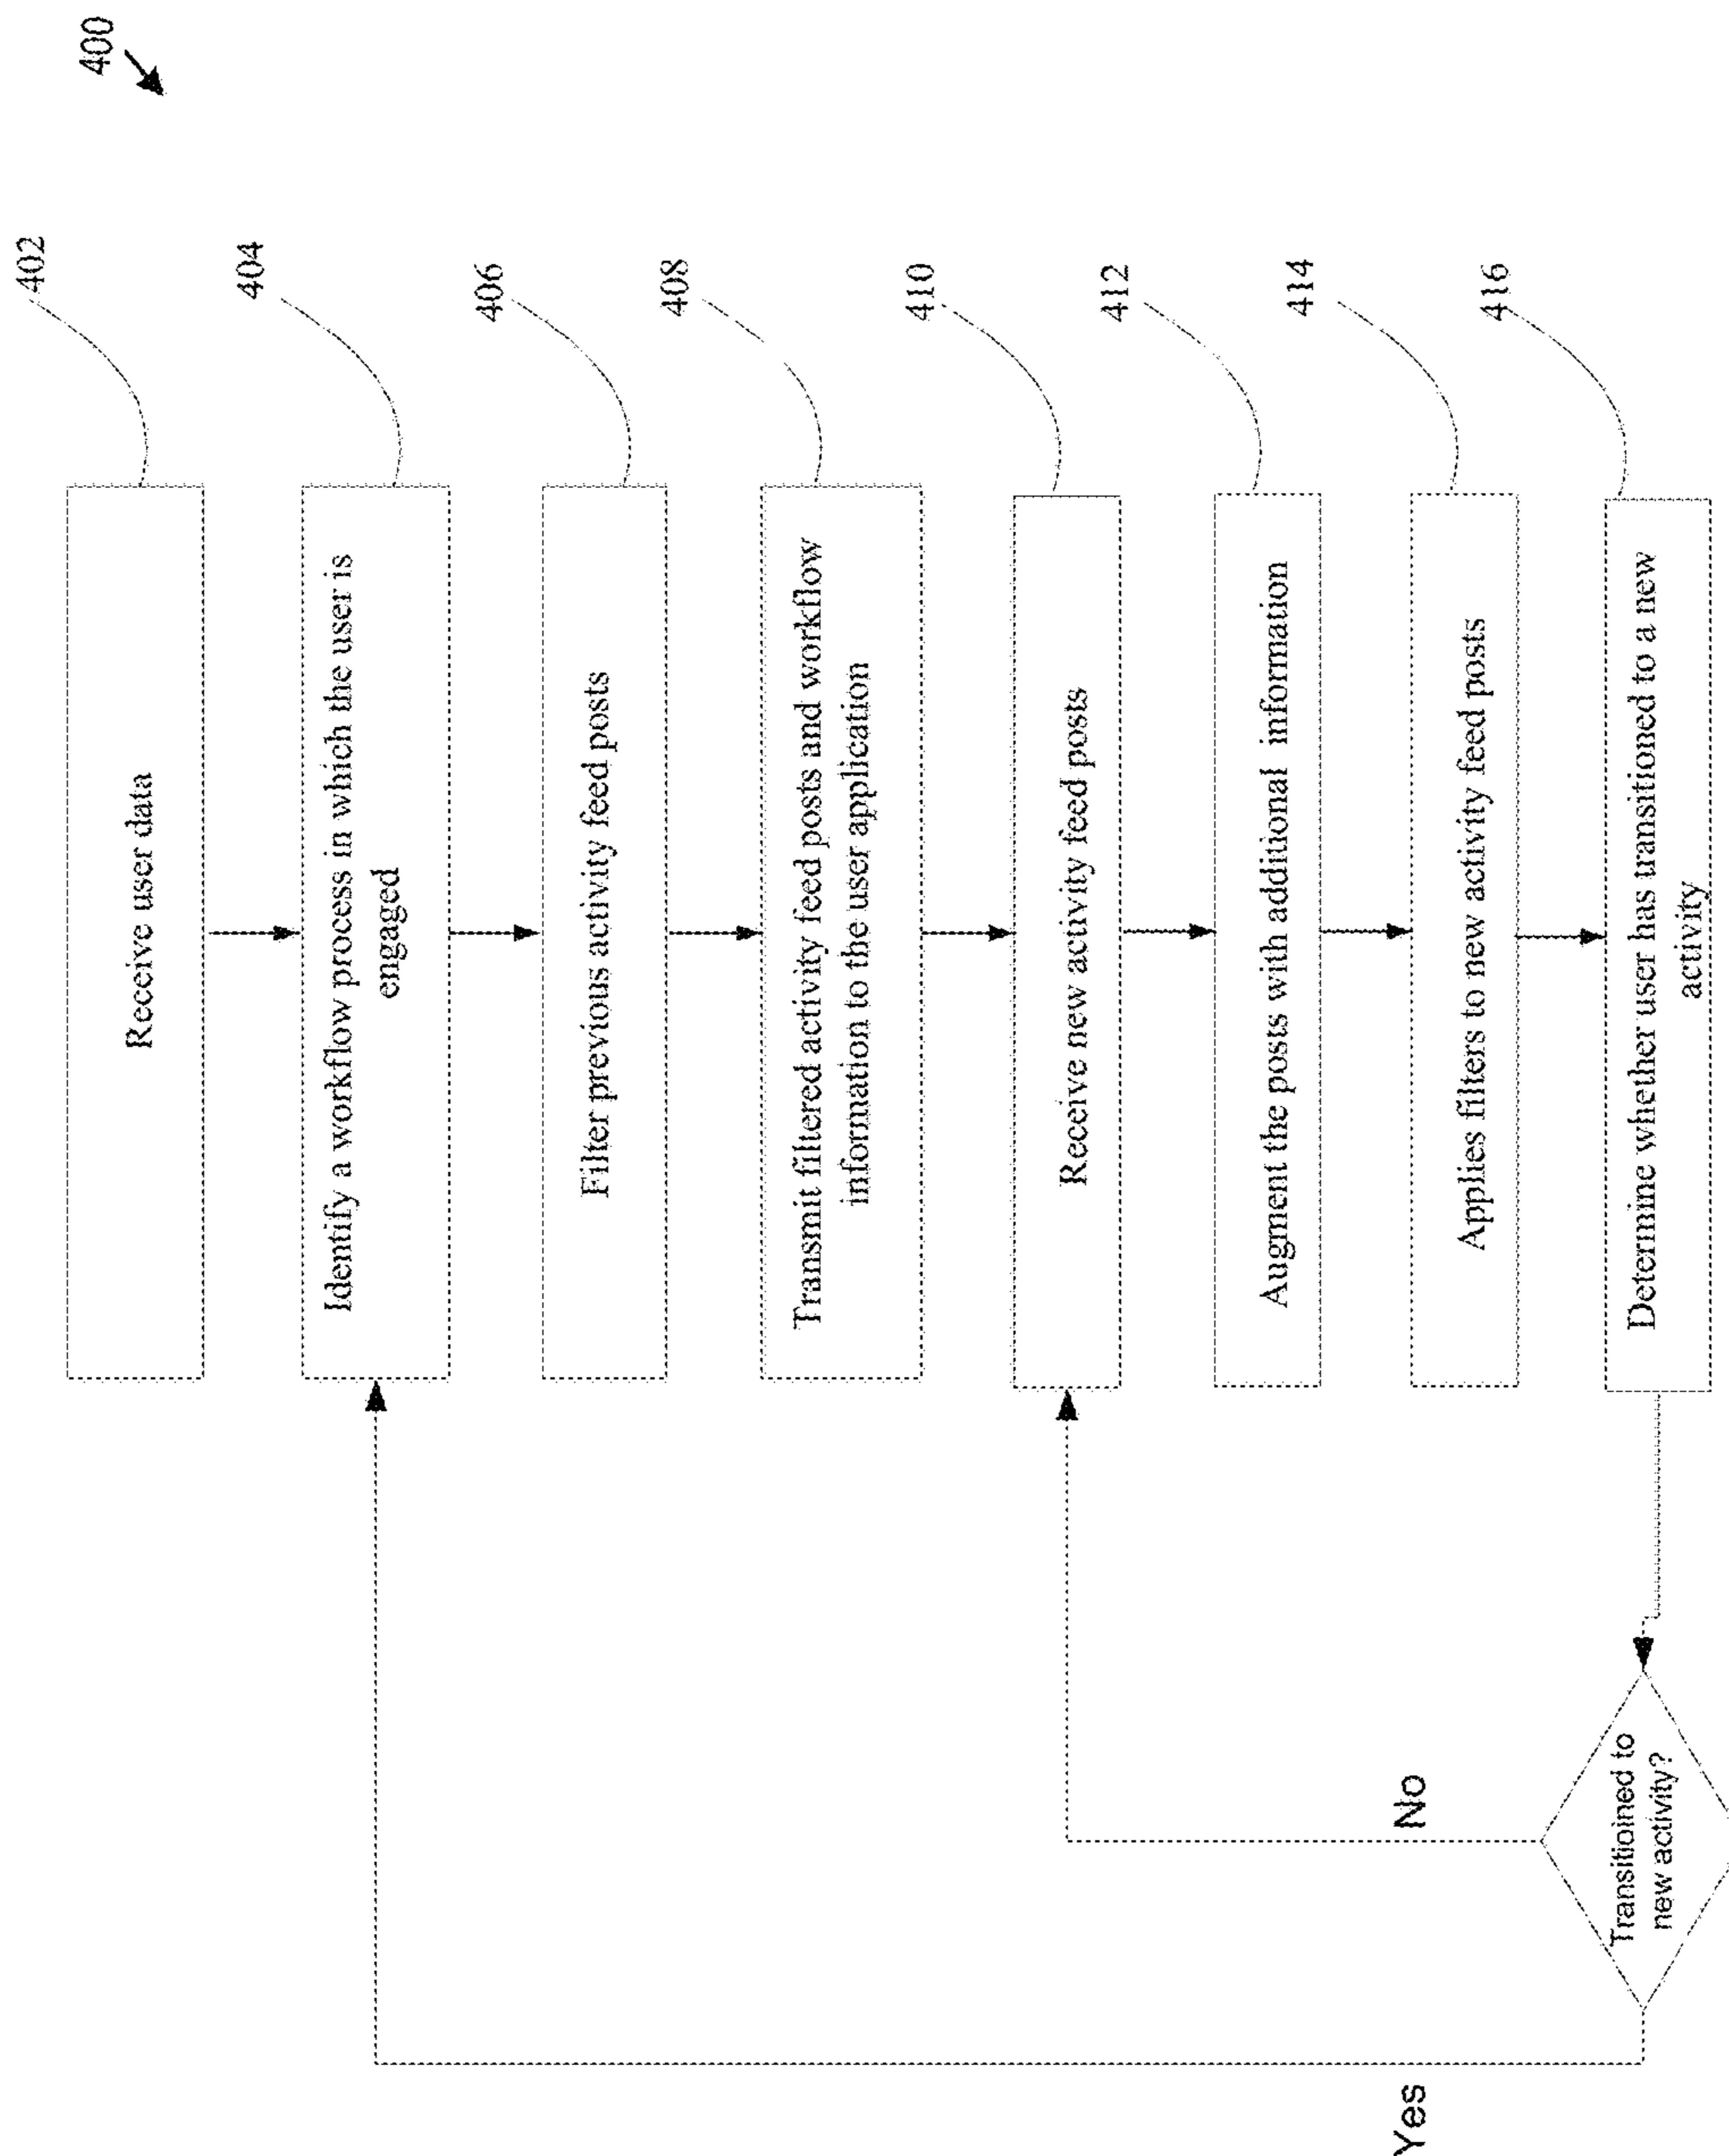 400
402
Receive user data
404
Identify a workflow process in which the user is
engaged
406
Filter previous activity feed posts
408
Transmit filtered activity feed posts and workflow
information to the user application
410
Receive new activity feed posts
412
Augment the posts with additional information
414
Applies filters to new activity feed posts
416
Determine whether user has transitioned to a new
activity
Transitioined to
new activity?
No
Yes